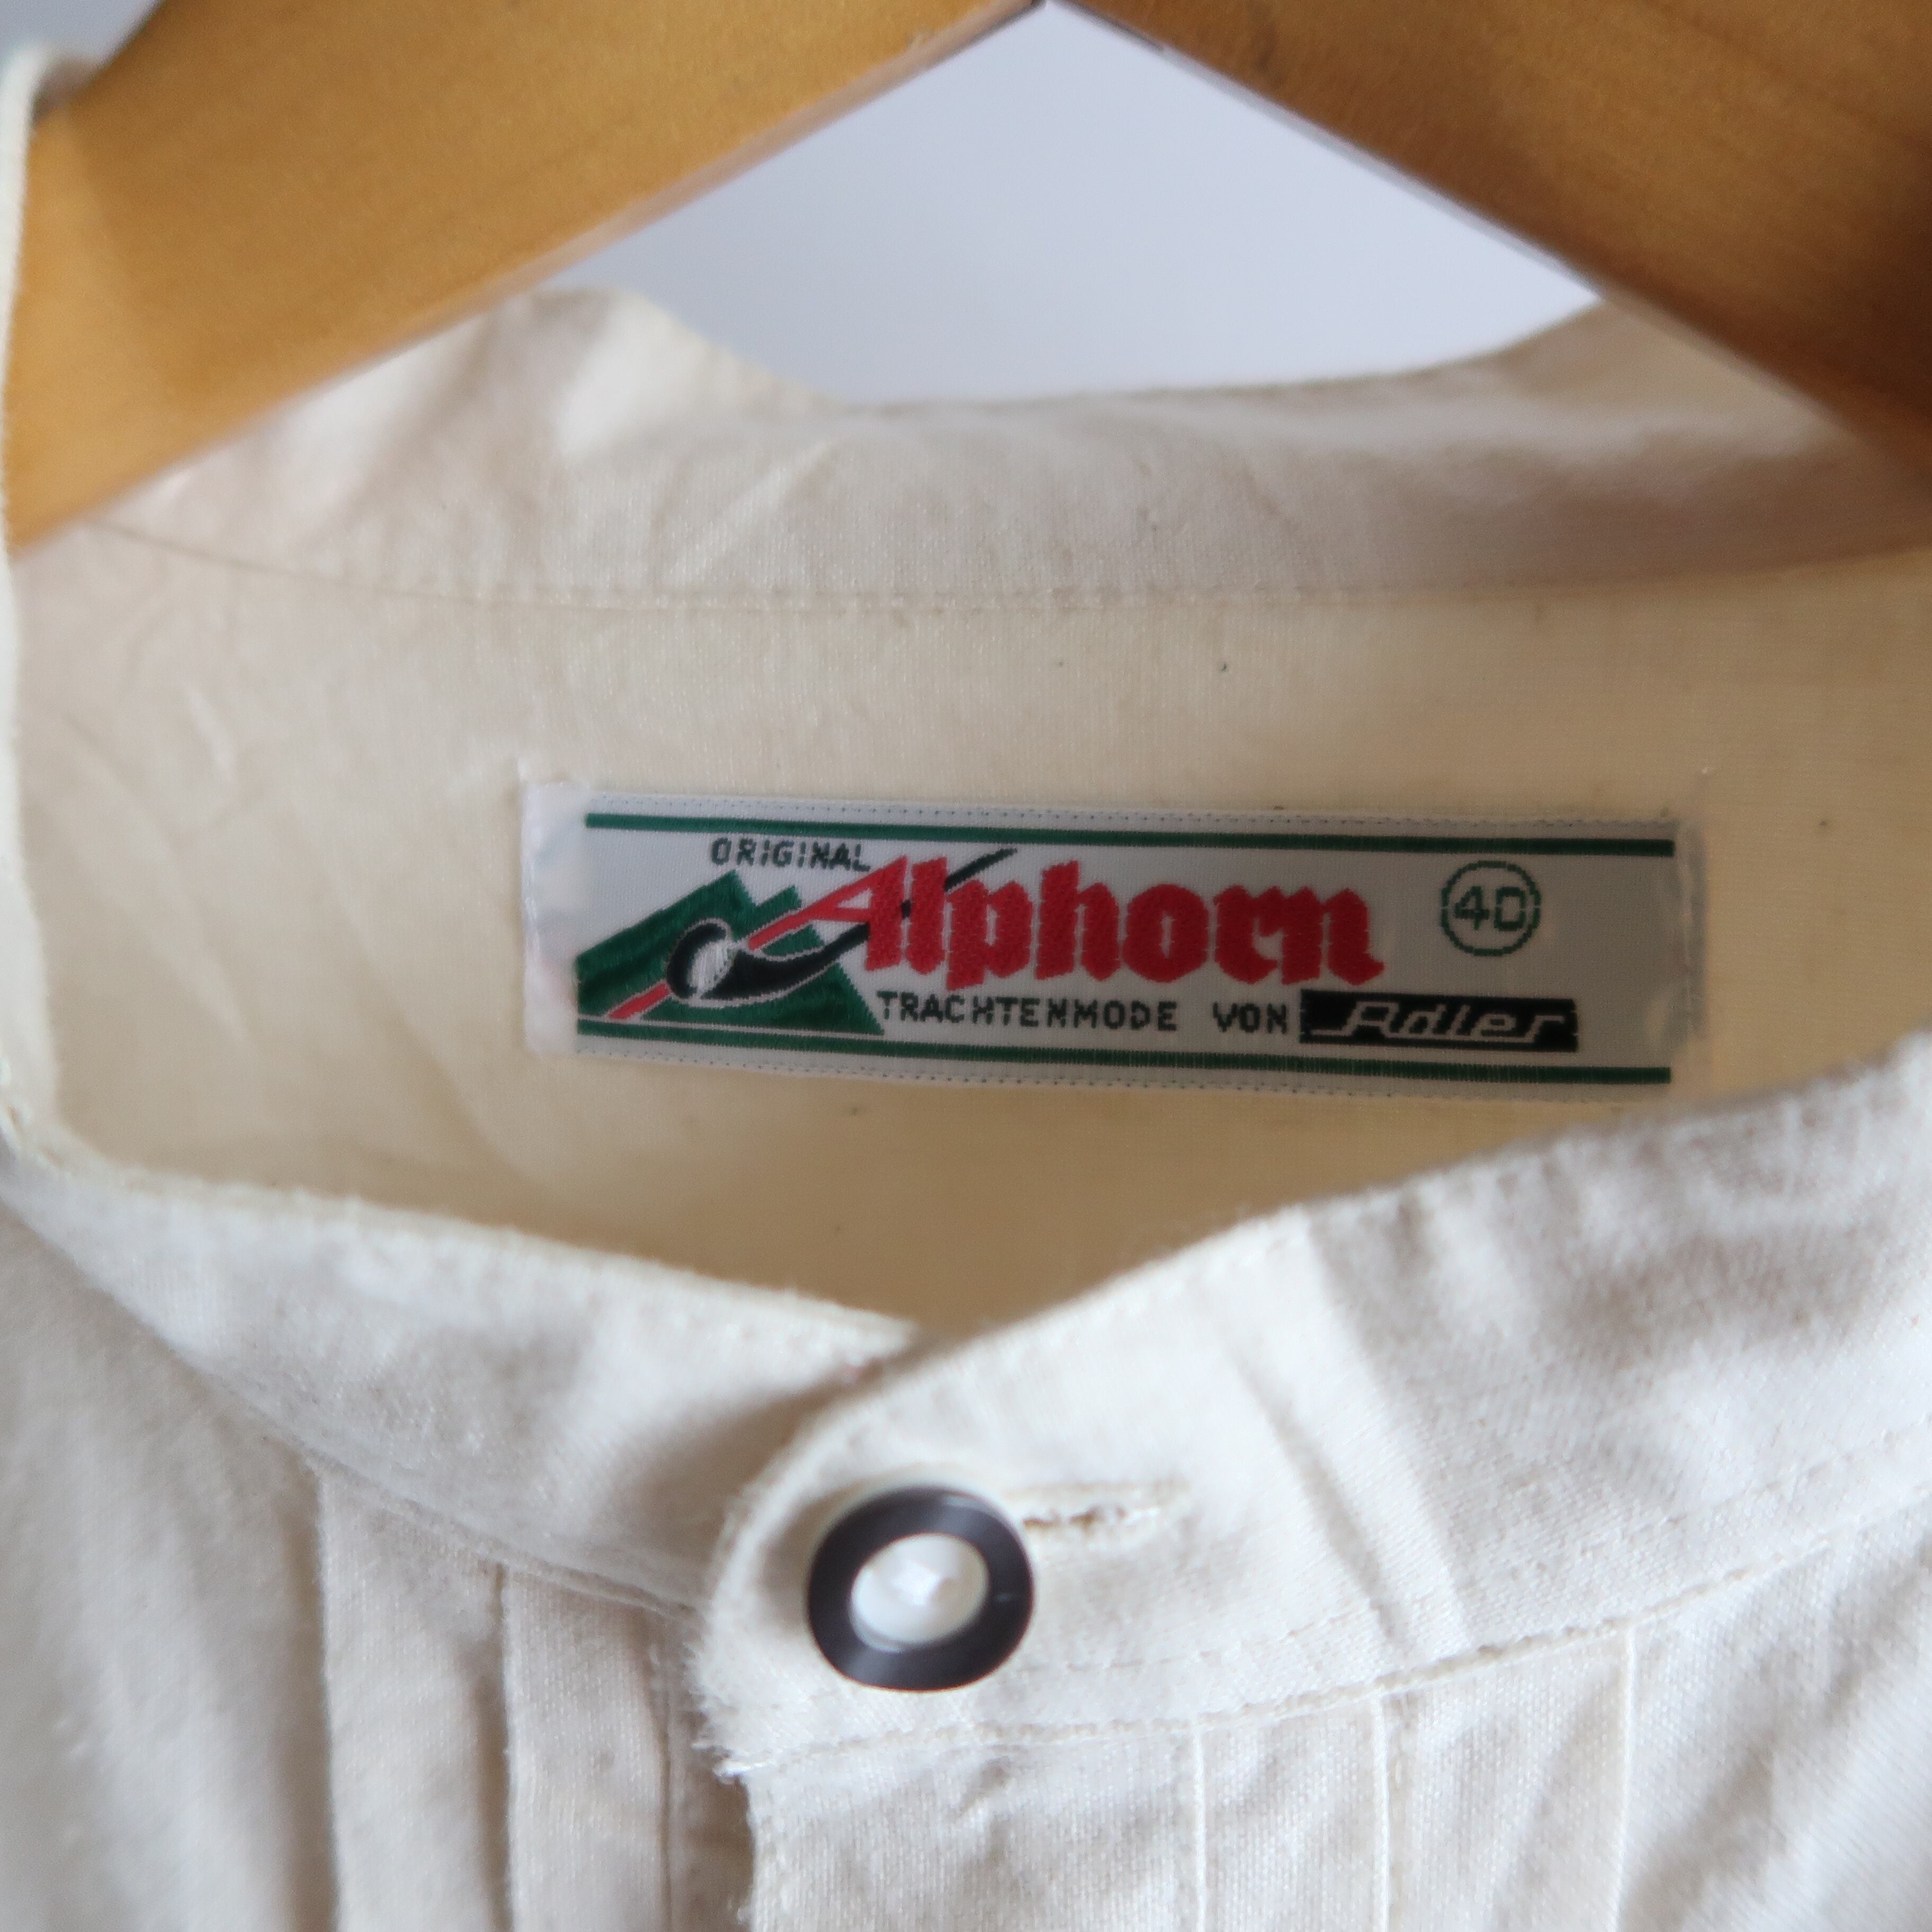 ORIGINAL
Alphorn 40
TRACHTENMODE VON Adler